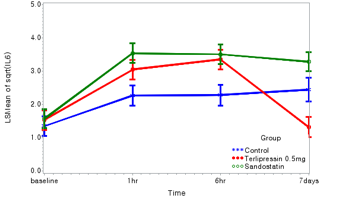 5.0
4.0
3.0
2.0
1.0
0.0
LSMean of sqrt(IL6)
baseline 1hr 6hr 7days
Time
Group
Control
Terlipressin 0.5mg
Sandostatin